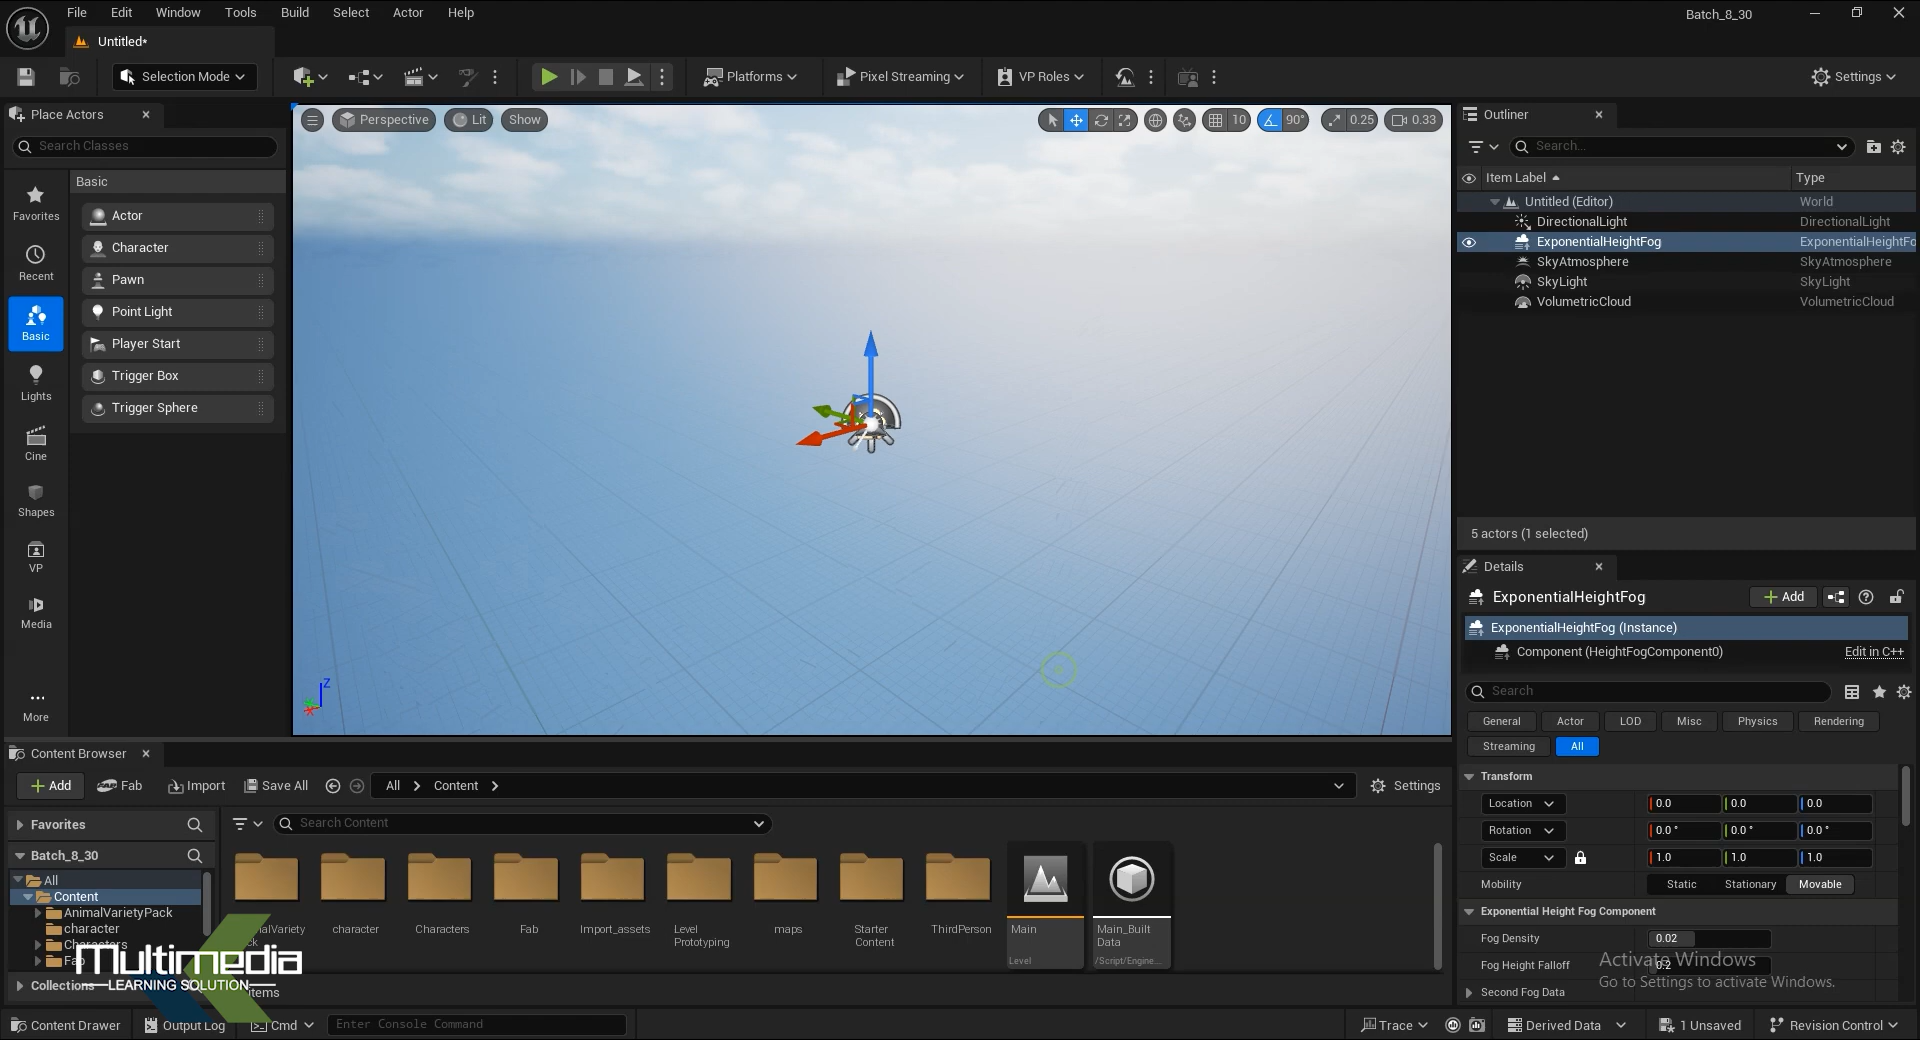 File Edit Window Tools Build Select Actor Help
Batch_8_30
Untitled*
Selection Mode
Platforms
Pixel Streaming
VP Roles
Settings
Place Actors
Search Classes
Favorites
Recent
Basic
Lights
Cine
Shapes
VP
Media
More
Basic
Actor
Character
Pawn
Point Light
Player Start
Trigger Box
Trigger Sphere
Perspective Lit Show
10 90° 0.25 0.33
Z
Outliner
Search...
Item Label Type
Untitled (Editor) World
DirectionalLight DirectionalLight
ExponentialHeightFog ExponentialHeightFo
SkyAtmosphere SkyAtmosphere
SkyLight SkyLight
VolumetricCloud VolumetricCloud
5 actors (1 selected)
Details
ExponentialHeightFog
Add
ExponentialHeightFog (Instance)
Component (HeightFogComponent0) Edit in C++
Search
General Actor LOD Misc Physics Rendering
Streaming All
Transform
Location 0.0 0.0 0.0
Rotation 0.0 ° 0.0 ° 0.0 °
Scale 1.0 1.0 1.0
Mobility Static Stationary Movable
Exponential Height Fog Component
Fog Density 0.02
Fog Height Falloff 0.2
Second Fog Data
Activate Windows
Go to Settings to activate Windows.
Content Browser
Add Fab Import Save All All Content Settings
Favorites
Batch_8_30
All
Content
AnimalVarietyPack
character
Characters
Fa
Collections
Search Content
alVariety
ck
character
Characters
Fab
Import_assets
Level
Prototyping
maps
Starter
Content
ThirdPerson
Main
Level
Main_Built
Data
/Script/Engine...
items
Multimedia
LEARNING SOLUTION
Content Drawer Output Log Cmd Enter Console Command
Trace Derived Data 1 Unsaved Revision Control